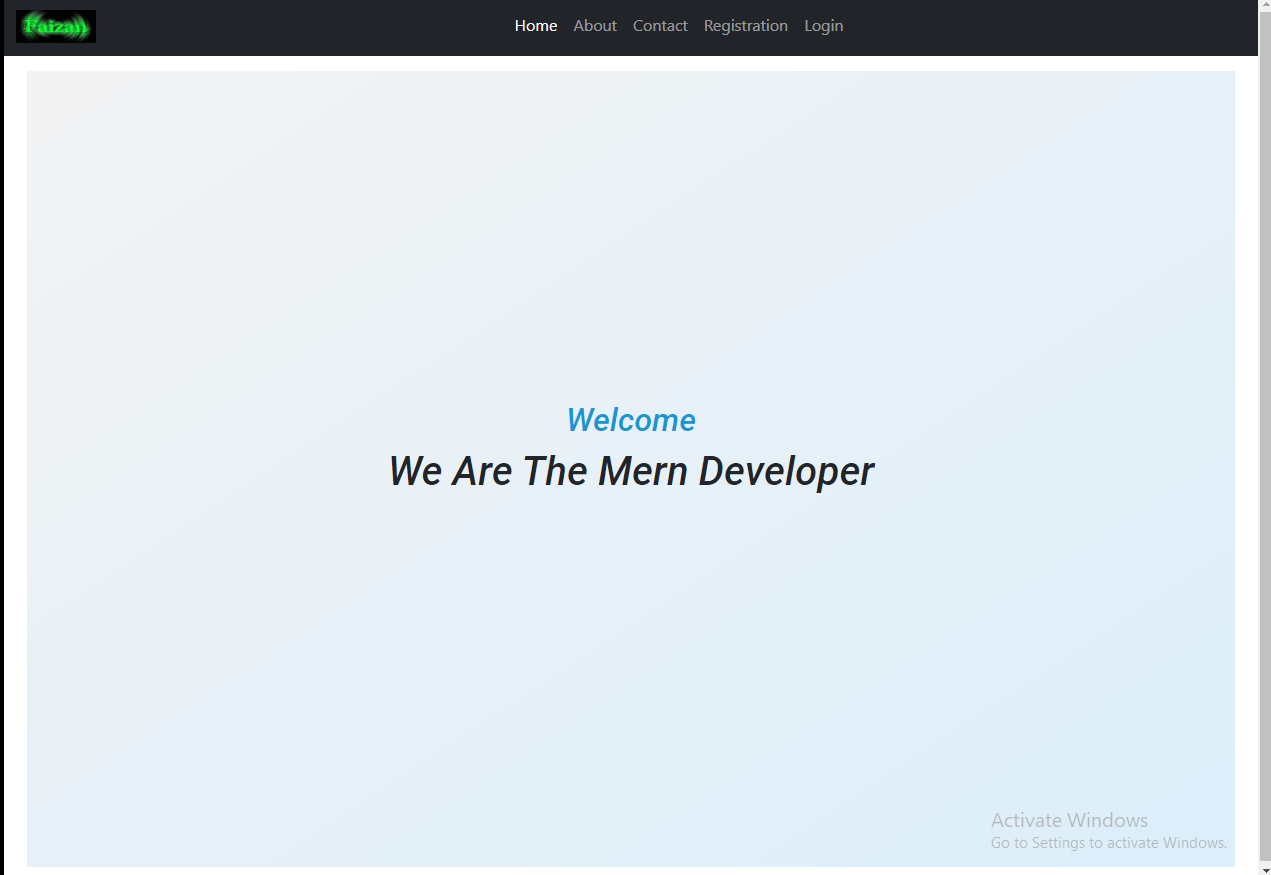 Faizan
Home About Contact Registration Login
Welcome
We Are The Mern Developer
Activate Windows
Go to Settings to activate Windows.